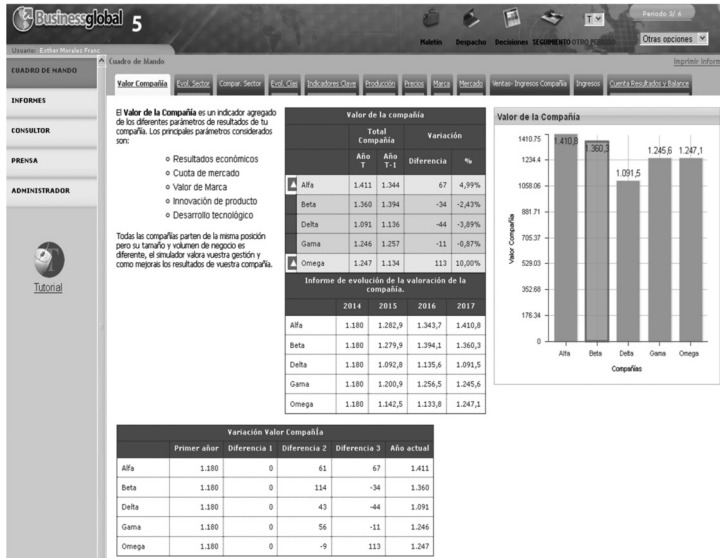 Businessglobal 5
Periodo 3/ 6
Maletín Despacho Decisiones SEGUIMIENTO OTRO
Otras opciones
Usuario: Esther Morales Franc
CUADRO DE MANDO
INFORMES
CONSULTOR
PRENSA
ADMINISTRADOR
Tutorial
Cuadro de Mando
Imprimir Inform
Valor Compañía Evol. Sector Compar. Sector Evol. Cías Indicadores Clave Producción Precios Marca Mercado Ventas- Ingresos Compañía Ingresos Cuenta Resultados y Balance
El Valor de la Compañía es un indicador agregado
de los diferentes parámetros de resultados de tu
compañía. Los principales parámetros considerados
son:
Resultados económicos
Cuota de mercado
Valor de Marca
Innovación de producto
Desarrollo tecnológico
Todas las compañías parten de la misma posición
pero su tamaño y volumen de negocio es
diferente, el simulador valora vuestra gestión y
como mejorais los resultados de vuestra compañía.
Valor de la compañía
Total Compañía Variación
Año T Año T-1 Diferencia %
Alfa 1.411 1.344 67 4,99%
Beta 1.360 1.394 -34 -2,43%
Delta 1.091 1.136 -44 -3,89%
Gama 1.246 1.257 -11 -0,87%
Omega 1.247 1.134 113 10,00%
Informe de evolución de la valoración de la
compañía.
2014 2015 2016 2017
Alfa 1.180 1.282,9 1.343,7 1.410,8
Beta 1.180 1.279,9 1.394,1 1.360,3
Delta 1.180 1.092,8 1.135,6 1.091,5
Gama 1.180 1.200,9 1.256,5 1.245,6
Omega 1.180 1.142,5 1.133,8 1.247,1
Valor de la Compañía
Valor Compañía
1410.75
1234.4
1058.06
881.71
705.37
529.03
352.68
176.34
0
1.410,8
1.360,3
1.091,5
1.245,6
1.247,1
Alfa Beta Delta Gama Omega
Compañías
Variación Valor Compañía
Primer añor Diferencia 1 Diferencia 2 Diferencia 3 Año actual
Alfa 1.180 0 61 67 1.411
Beta 1.180 0 114 -34 1.360
Delta 1.180 0 43 -44 1.091
Gama 1.180 0 56 -11 1.246
Omega 1.180 0 -9 113 1.247